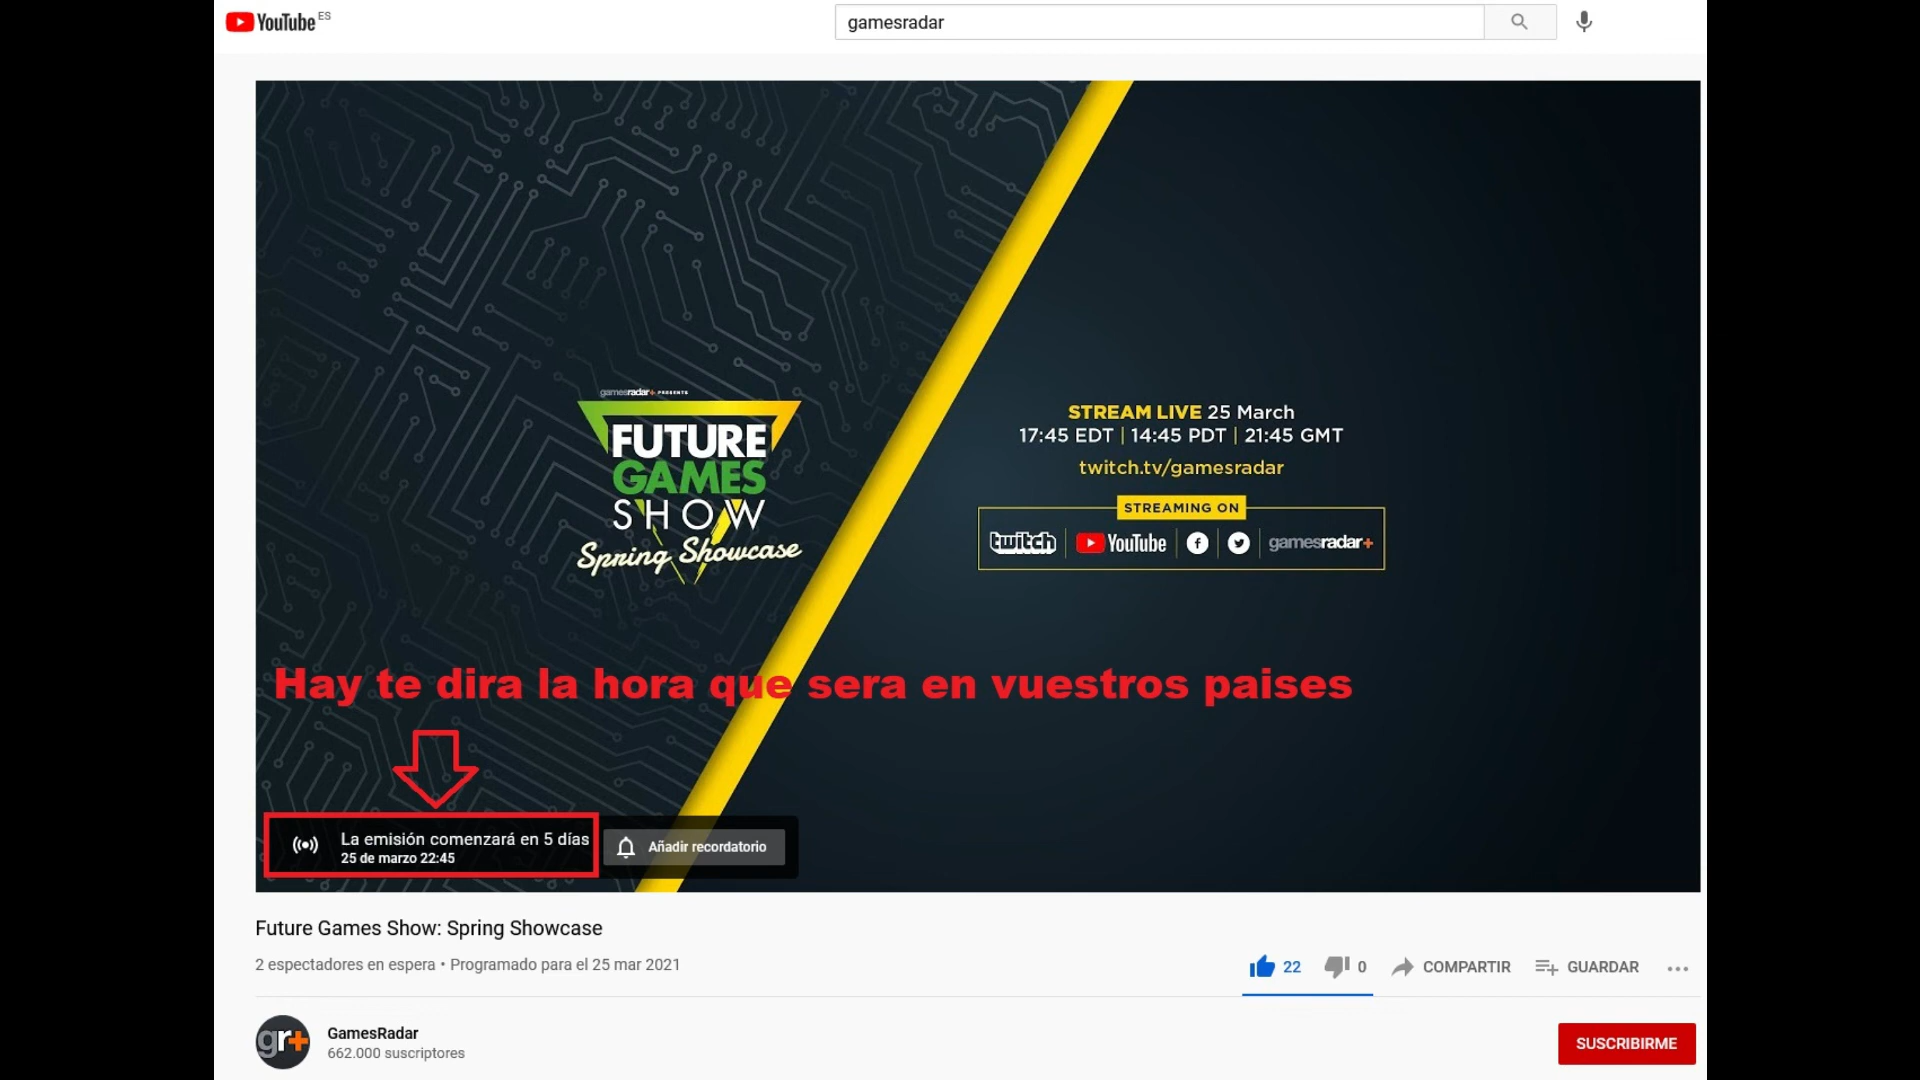 YouTube ES
gamesradar
gamesradar+ PRESENTS
FUTURE
GAMES
SHOW
Spring Showcase
STREAM LIVE 25 March
17:45 EDT | 14:45 PDT | 21:45 GMT
twitch.tv/gamesradar
STREAMING ON
twitch YouTube gamesradar+
Hay te dira la hora que sera en vuestros paises
La emisión comenzará en 5 días
25 de marzo 22:45
Añadir recordatorio
Future Games Show: Spring Showcase
2 espectadores en espera • Programado para el 25 mar 2021
22 0 COMPARTIR GUARDAR
gr+
GamesRadar
662.000 suscriptores
SUSCRIBIRME